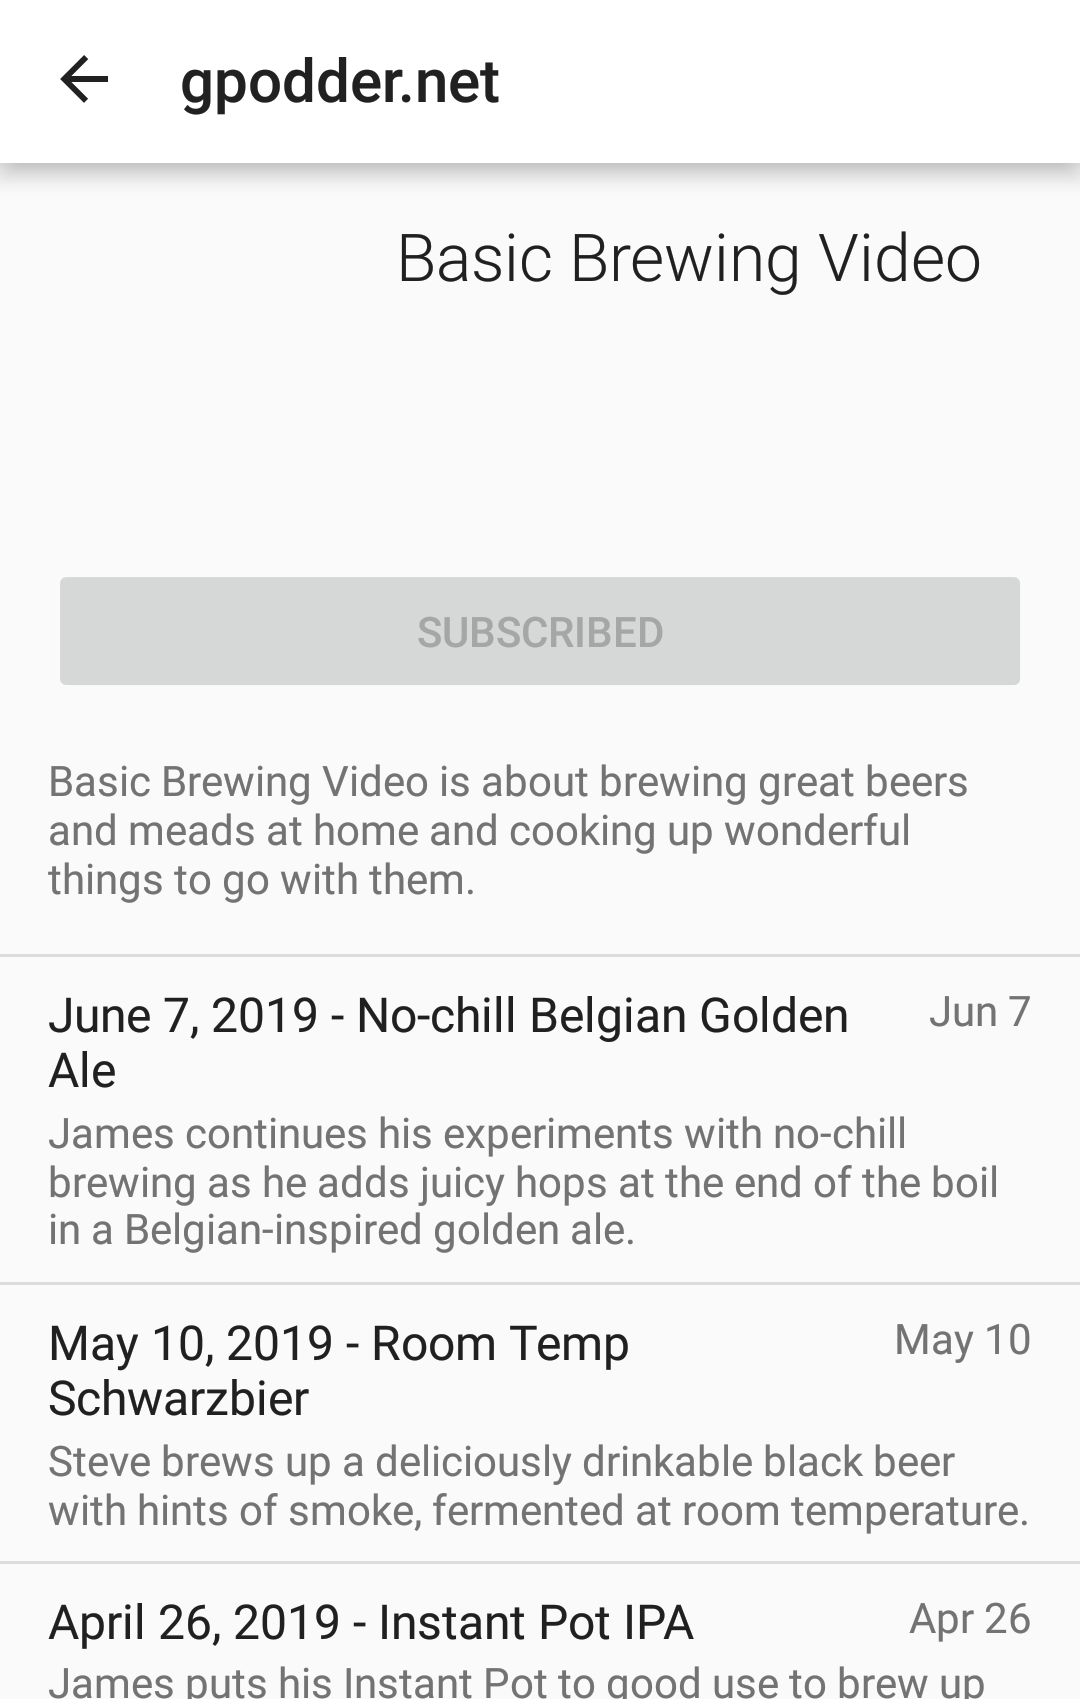 gpodder.net
Basic Brewing Video
SUBSCRIBED
Basic Brewing Video is about brewing great beers
and meads at home and cooking up wonderful
things to go with them.
June 7, 2019 - No-chill Belgian Golden
Ale
Jun 7
James continues his experiments with no-chill
brewing as he adds juicy hops at the end of the boil
in a Belgian-inspired golden ale.
May 10, 2019 - Room Temp
Schwarzbier
May 10
Steve brews up a deliciously drinkable black beer
with hints of smoke, fermented at room temperature.
April 26, 2019 - Instant Pot IPA
Apr 26
James puts his Instant Pot to good use to brew up